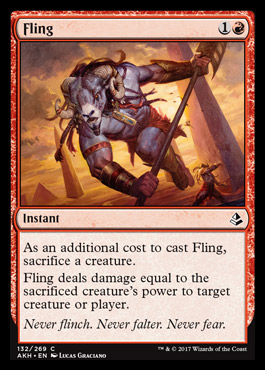 Fling 1
Instant
As an additional cost to cast Fling,
sacrifice a creature.
Fling deals damage equal to the
sacrificed creature's power to target
creature or player.
Never flinch. Never falter. Never fear.
132/269 C
AKH • EN LUCAS GRACIANO
™ & © 2017 Wizards of the Coast